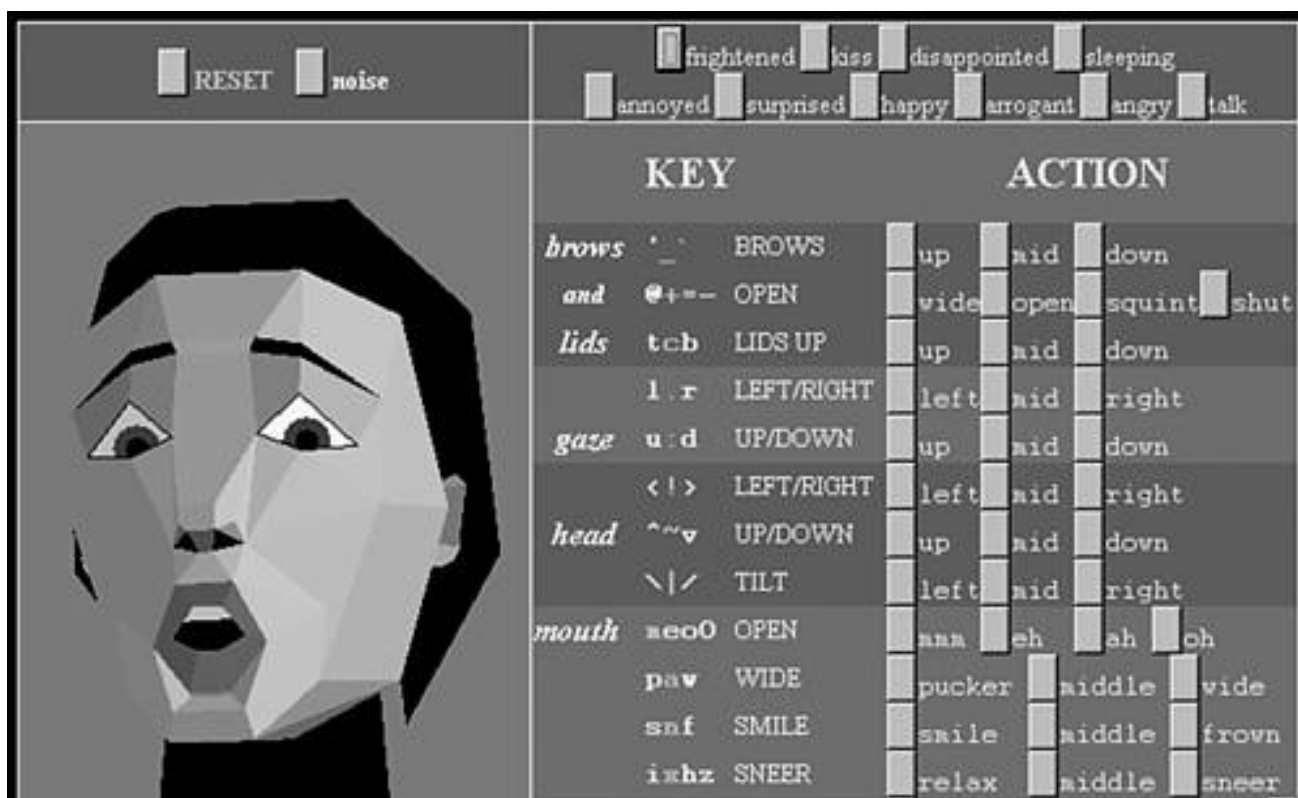 RESET noise
frightened kiss disappointed sleeping
annoyed surprised happy arrogant angry talk
KEY ACTION
brows '_` BROWS up mid down
and @+=- OPEN wide open squint shut
lids tcb LIDS UP up mid down
l.r LEFT/RIGHT left mid right
gaze u:d UP/DOWN up mid down
<!> LEFT/RIGHT left mid right
head ^~v UP/DOWN up mid down
\|/ TILT left mid right
mouth meoO OPEN mmm eh ah oh
paw WIDE pucker middle wide
snf SMILE smile middle frown
ixhz SNEER relax middle sneer